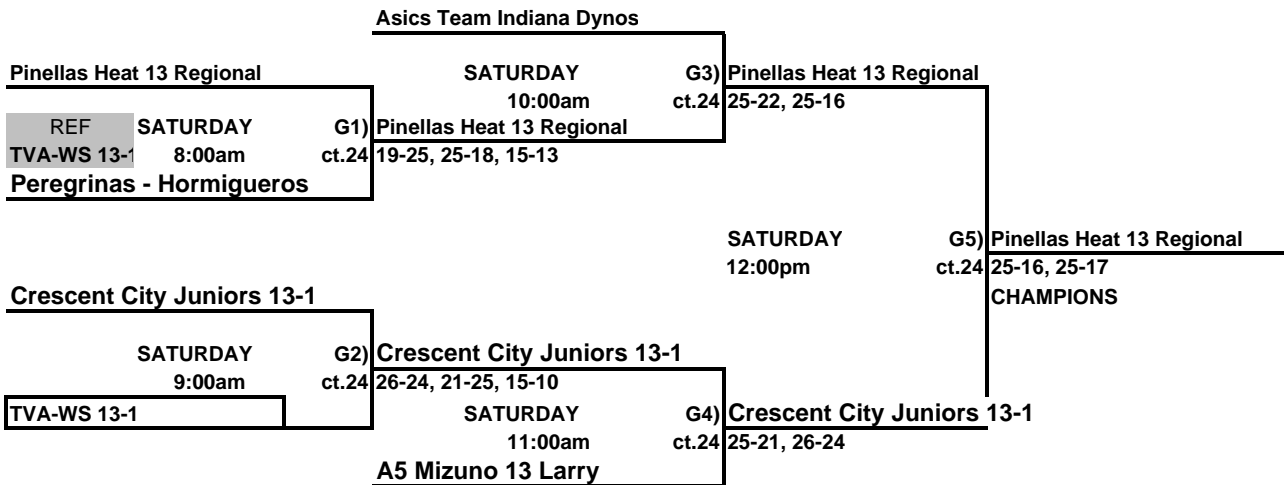 Asics Team Indiana Dynos
Pinellas Heat 13 Regional SATURDAY G3) Pinellas Heat 13 Regional
10:00am ct.24 25-22, 25-16
REF SATURDAY G1) Pinellas Heat 13 Regional
TVA-WS 13-1 8:00am ct.24 19-25, 25-18, 15-13
Peregrinas - Hormigueros
SATURDAY G5) Pinellas Heat 13 Regional
12:00pm ct.24 25-16, 25-17
Crescent City Juniors 13-1 CHAMPIONS
SATURDAY G2) Crescent City Juniors 13-1
9:00am ct.24 26-24, 21-25, 15-10
TVA-WS 13-1 SATURDAY G4) Crescent City Juniors 13-1
11:00am ct.24 25-21, 26-24
A5 Mizuno 13 Larry